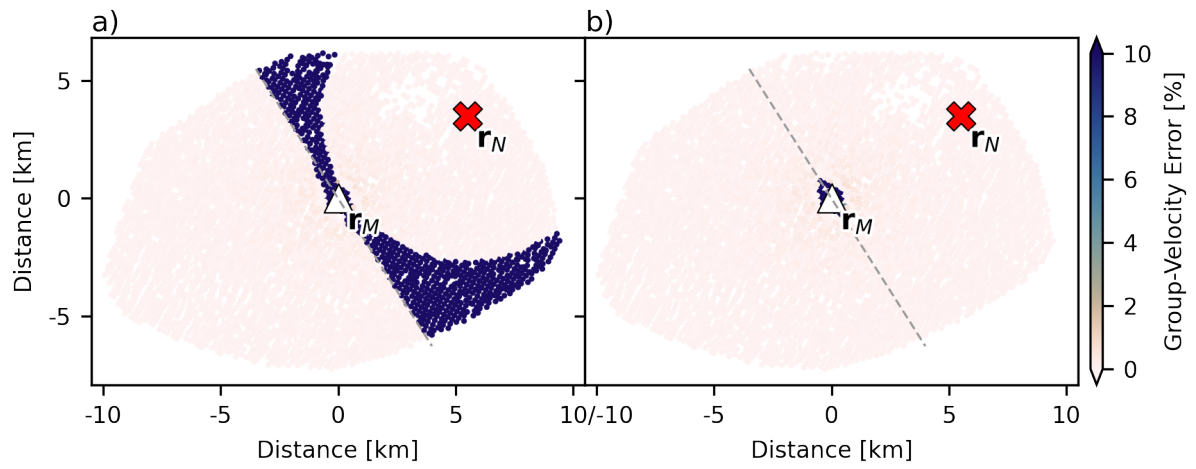 a)
b)
5
0
-5
Distance [km]
r_N
r_M
r_N
r_M
10
8
6
4
2
0
Group-Velocity Error [%]
-10
-5
0
5
10/-10
-5
0
5
10
Distance [km]
Distance [km]